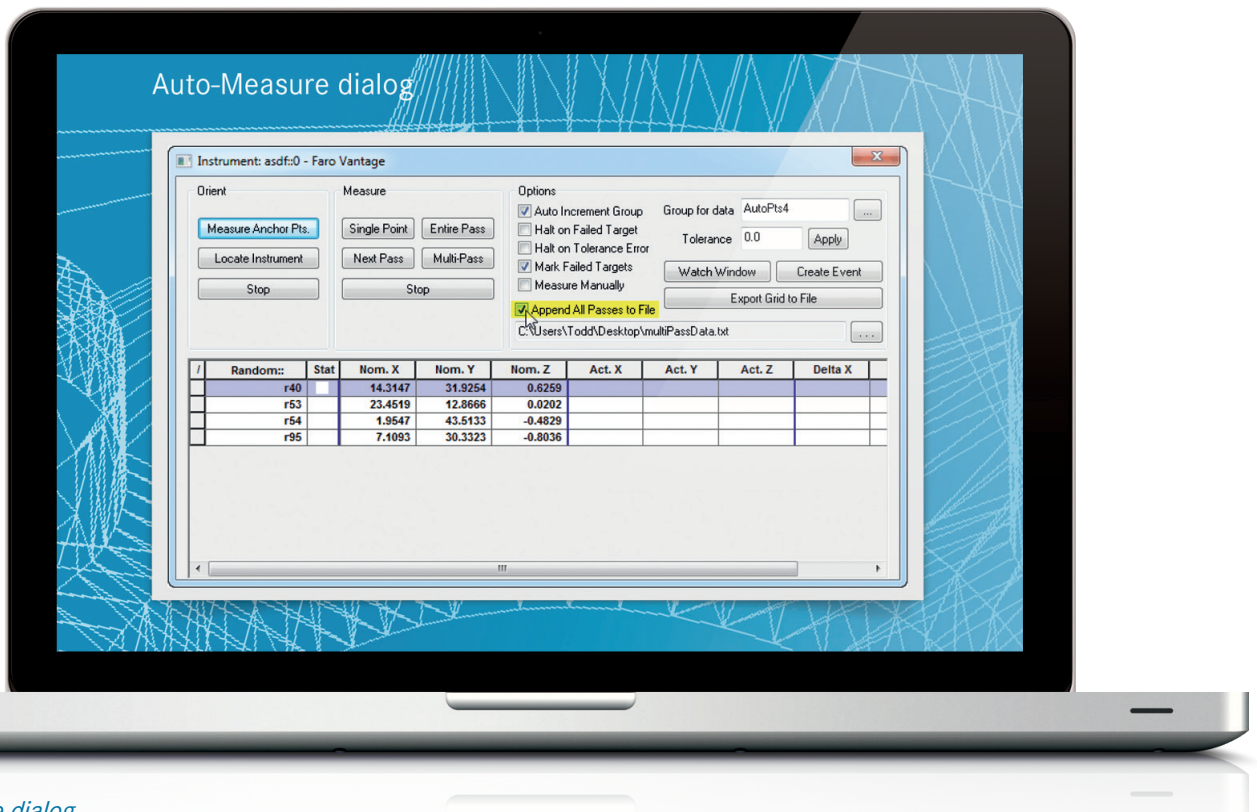 Auto-Measure dialog
Instrument: asdf::0 - Faro Vantage
Orient
Measure Anchor Pts.
Locate Instrument
Stop
Measure
Single Point Entire Pass
Next Pass Multi-Pass
Stop
Options
Auto Increment Group
Halt on Failed Target
Halt on Tolerance Error
Mark Failed Targets
Measure Manually
Append All Passes to File
Group for data AutoPts4 ...
Tolerance 0.0 Apply
Watch Window Create Event
Export Grid to File
C:\Users\Todd\Desktop\multiPassData.txt ...
/ Random:: Stat Nom. X Nom. Y Nom. Z Act. X Act. Y Act. Z Delta X
r40 14.3147 31.9254 0.6259
r53 23.4519 12.8666 0.0202
r54 1.9547 43.5133 -0.4829
r95 7.1093 30.3323 -0.8036
dialog